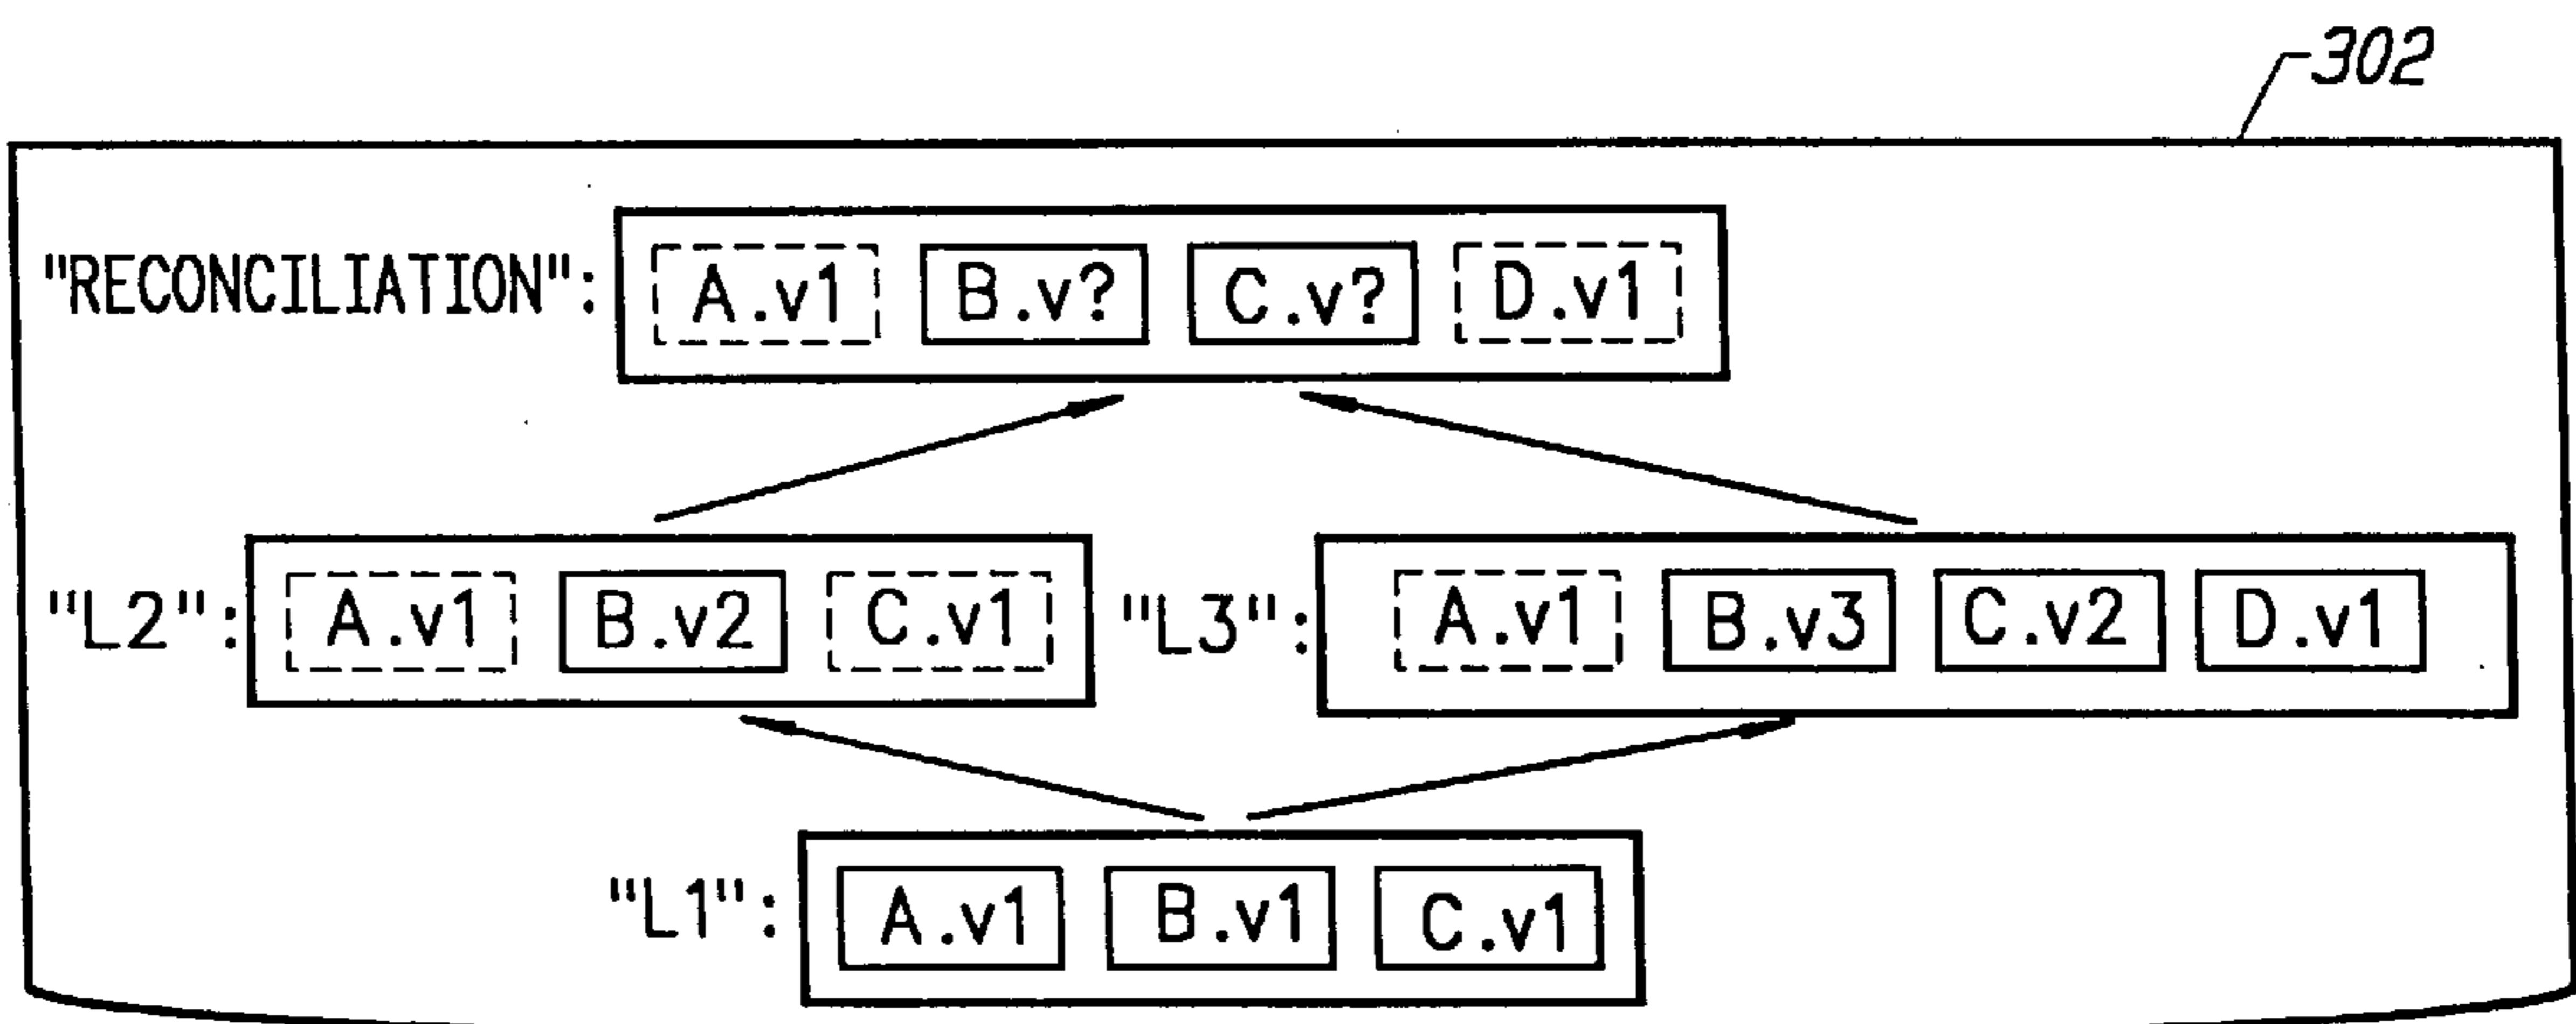 302
"RECONCILIATION": A.v1 B.v? C.v? D.v1
"L2": A.v1 B.v2 C.v1 "L3": A.v1 B.v3 C.v2 D.v1
"L1": A.v1 B.v1 C.v1